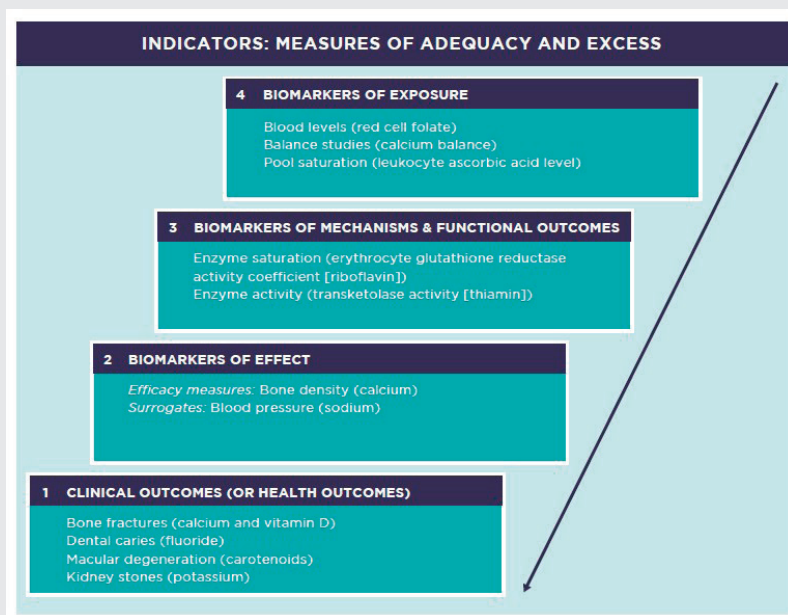 INDICATORS: MEASURES OF ADEQUACY AND EXCESS
4 BIOMARKERS OF EXPOSURE
Blood levels (red cell folate)
Balance studies (calcium balance)
Pool saturation (leukocyte ascorbic acid level)
3 BIOMARKERS OF MECHANISMS & FUNCTIONAL OUTCOMES
Enzyme saturation (erythrocyte glutathione reductase
activity coefficient [riboflavin])
Enzyme activity (transketolase activity [thiamin])
2 BIOMARKERS OF EFFECT
Efficacy measures: Bone density (calcium)
Surrogates: Blood pressure (sodium)
1 CLINICAL OUTCOMES (OR HEALTH OUTCOMES)
Bone fractures (calcium and vitamin D)
Dental caries (fluoride)
Macular degeneration (carotenoids)
Kidney stones (potassium)